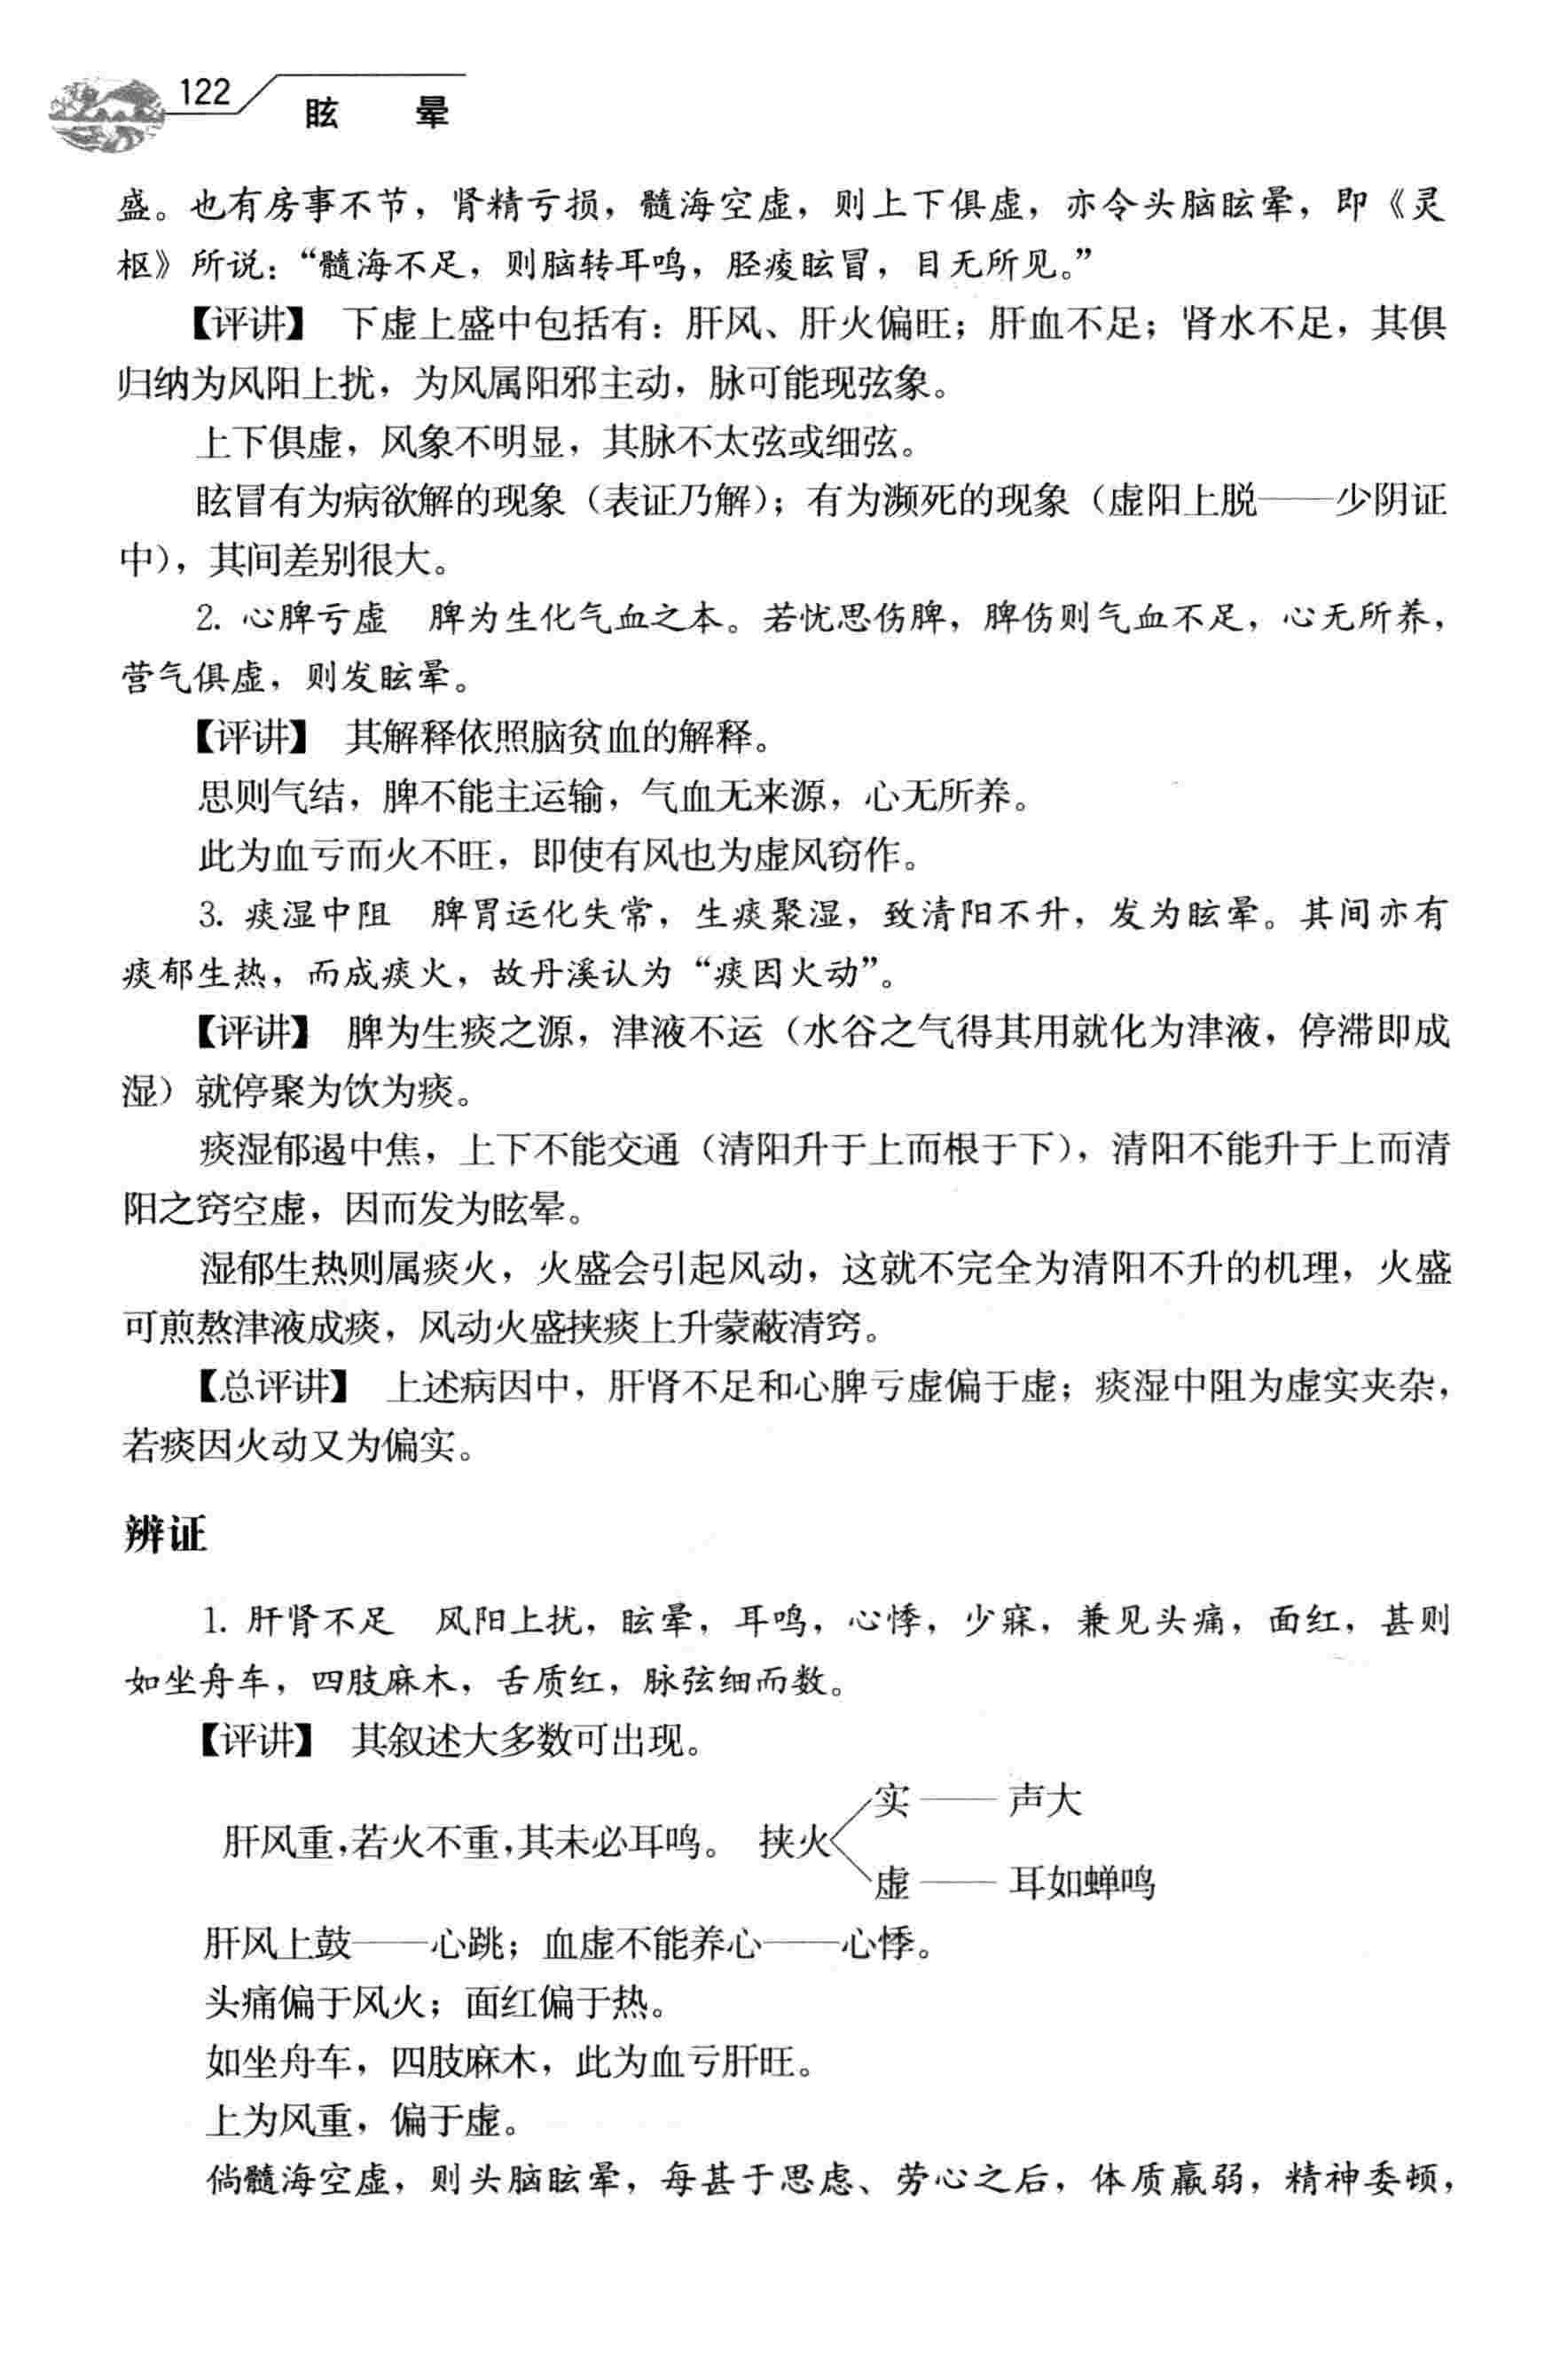 122
眩 晕
盛。也有房事不节，肾精亏损，髓海空虚，则上下俱虚，亦令头脑眩晕，即《灵
枢》所说：“髓海不足，则脑转耳鸣，胫痠眩冒，目无所见。”
【评讲】 下虚上盛中包括有：肝风、肝火偏旺；肝血不足；肾水不足，其俱
归纳为风阳上扰，为风属阳邪主动，脉可能现弦象。
上下俱虚，风象不明显，其脉不太弦或细弦。
眩冒有为病欲解的现象（表证乃解）；有为濒死的现象（虚阳上脱——少阴证
中），其间差别很大。
2. 心脾亏虚 脾为生化气血之本。若忧思伤脾，脾伤则气血不足，心无所养，
营气俱虚，则发眩晕。
【评讲】 其解释依照脑贫血的解释。
思则气结，脾不能主运输，气血无来源，心无所养。
此为血亏而火不旺，即使有风也为虚风窃作。
3. 痰湿中阻 脾胃运化失常，生痰聚湿，致清阳不升，发为眩晕。其间亦有
痰郁生热，而成痰火，故丹溪认为“痰因火动”。
【评讲】 脾为生痰之源，津液不运（水谷之气得其用就化为津液，停滞即成
湿）就停聚为饮为痰。
痰湿郁遏中焦，上下不能交通（清阳升于上而根于下），清阳不能升于上而清
阳之窍空虚，因而发为眩晕。
湿郁生热则属痰火，火盛会引起风动，这就不完全为清阳不升的机理，火盛
可煎熬津液成痰，风动火盛挟痰上升蒙蔽清窍。
【总评讲】 上述病因中，肝肾不足和心脾亏虚偏于虚；痰湿中阻为虚实夹杂，
若痰因火动又为偏实。
辨证
1. 肝肾不足 风阳上扰，眩晕，耳鸣，心悸，少寐，兼见头痛，面红，甚则
如坐舟车，四肢麻木，舌质红，脉弦细而数。
【评讲】 其叙述大多数可出现。
实——声大
肝风重，若火不重，其未必耳鸣。 挟火
虚——耳如蝉鸣
肝风上鼓——心跳；血虚不能养心——心悸。
头痛偏于风火；面红偏于热。
如坐舟车，四肢麻木，此为血亏肝旺。
上为风重，偏于虚。
倘髓海空虚，则头脑眩晕，每甚于思虑、劳心之后，体质羸弱，精神委顿，